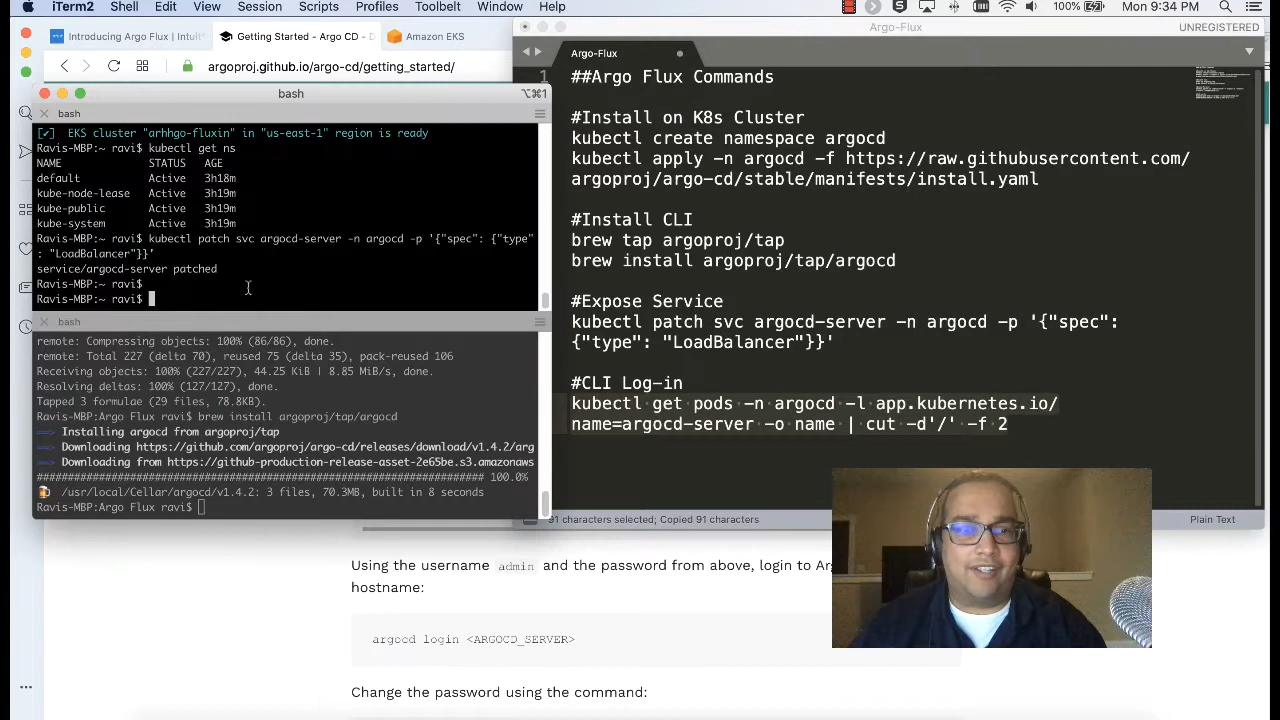 iTerm2 Shell Edit View Session Scripts Profiles Toolbelt Window Help
100% Mon 9:34 PM
Introducing Argo Flux | Intuit
Getting Started - Argo CD - D
Amazon EKS
argoproj.github.io/argo-cd/getting_started/
bash
⌥⌘1
bash
[✔] EKS cluster "arhhgo-fluxin" in "us-east-1" region is ready
Ravis-MBP:~ ravi$ kubectl get ns
NAME STATUS AGE
default Active 3h18m
kube-node-lease Active 3h19m
kube-public Active 3h19m
kube-system Active 3h19m
Ravis-MBP:~ ravi$ kubectl patch svc argocd-server -n argocd -p '{"spec": {"type"
: "LoadBalancer"}}'
service/argocd-server patched
Ravis-MBP:~ ravi$
Ravis-MBP:~ ravi$
bash
remote: Compressing objects: 100% (86/86), done.
remote: Total 227 (delta 70), reused 75 (delta 35), pack-reused 106
Receiving objects: 100% (227/227), 44.25 KiB | 8.85 MiB/s, done.
Resolving deltas: 100% (127/127), done.
Tapped 3 formulae (29 files, 78.8KB).
Ravis-MBP:Argo Flux ravi$ brew install argoproj/tap/argocd
==> Installing argocd from argoproj/tap
==> Downloading https://github.com/argoproj/argo-cd/releases/download/v1.4.2/arg
==> Downloading from https://github-production-release-asset-2e65be.s3.amazonaws
######################################################################## 100.0%
🍺 /usr/local/Cellar/argocd/v1.4.2: 3 files, 70.3MB, built in 8 seconds
Ravis-MBP:Argo Flux ravi$
Argo-Flux
UNREGISTERED
Argo-Flux
1 ##Argo Flux Commands
#Install on K8s Cluster
kubectl create namespace argocd
kubectl apply -n argocd -f https://raw.githubusercontent.com/
argoproj/argo-cd/stable/manifests/install.yaml
#Install CLI
brew tap argoproj/tap
brew install argoproj/tap/argocd
#Expose Service
kubectl patch svc argocd-server -n argocd -p '{"spec":
{"type": "LoadBalancer"}}'
#CLI Log-in
kubectl get pods -n argocd -l app.kubernetes.io/
name=argocd-server -o name | cut -d'/' -f 2
91 characters selected; Copied 91 characters
Plain Text
Using the username admin and the password from above, login to Ar
hostname:
argocd login <ARGOCD_SERVER>
Change the password using the command: